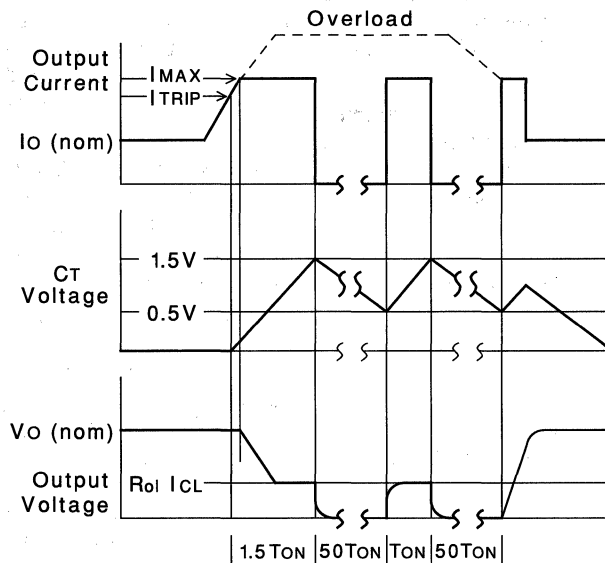 Overload
Output
Current
IMAX
ITRIP
IO (nom)
1.5V
CT
Voltage
0.5V
VO (nom)
Output
Voltage
Rol ICL
1.5TON 50TON TON 50TON